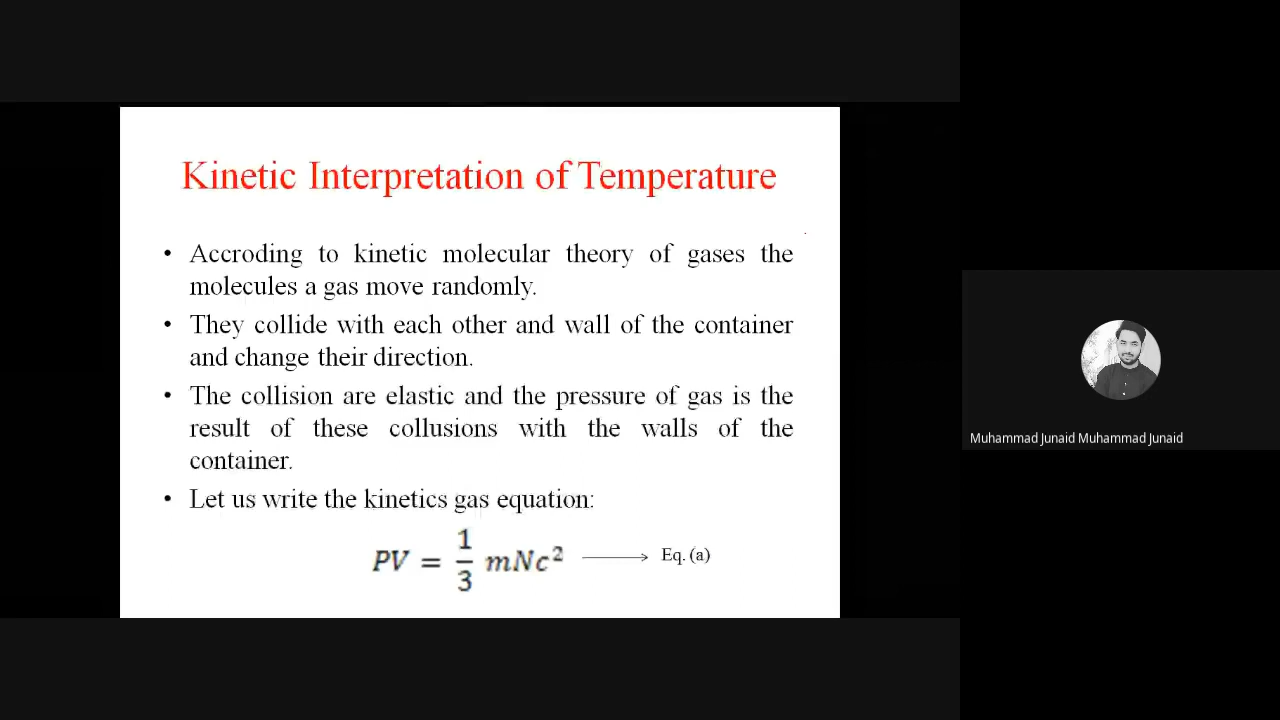 Kinetic Interpretation of Temperature
• Accroding to kinetic molecular theory of gases the
molecules a gas move randomly.
• They collide with each other and wall of the container
and change their direction.
• The collision are elastic and the pressure of gas is the
result of these collusions with the walls of the
container.
• Let us write the kinetics gas equation:
PV = 1/3 mNc² ⟶ Eq. (a)
Muhammad Junaid Muhammad Junaid